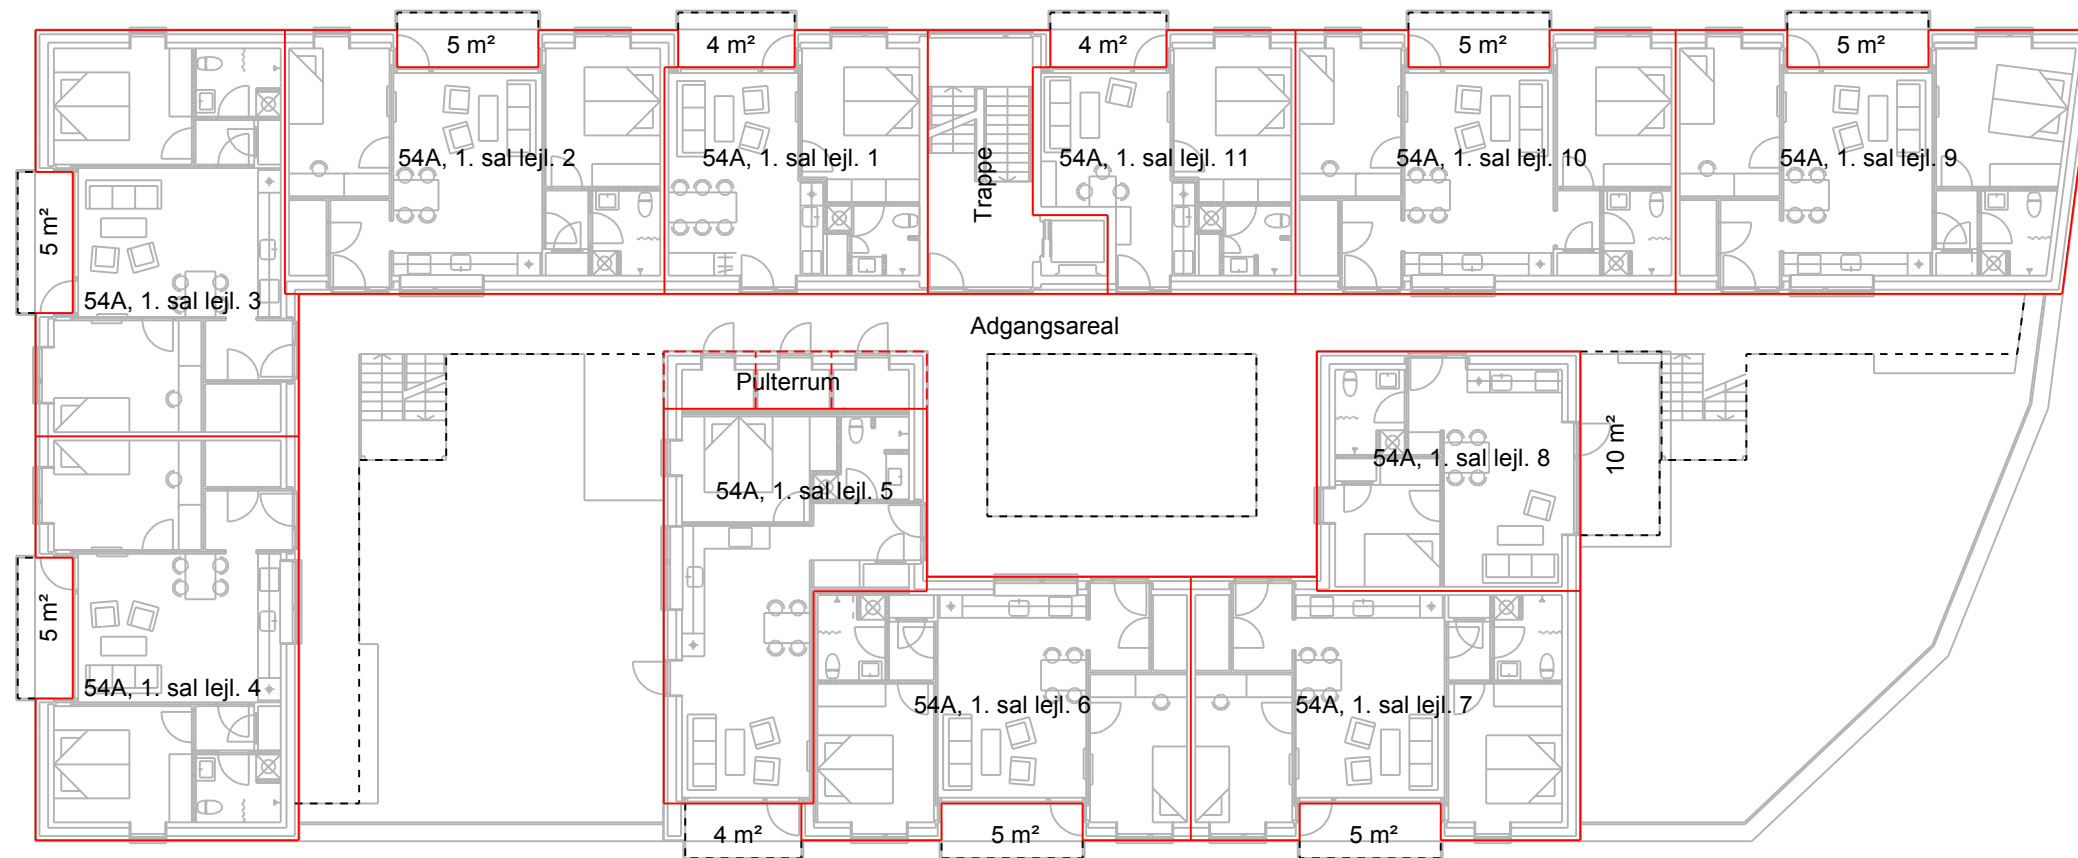 5 m²
4 m²
4 m²
5 m²
5 m²
54A, 1. sal lejl. 2
54A, 1. sal lejl. 1
Trappe
54A, 1. sal lejl. 11
54A, 1. sal lejl. 10
54A, 1. sal lejl. 9
5 m²
54A, 1. sal lejl. 3
Adgangsareal
Pulterrum
54A, 1. sal lejl. 5
54A, 1. sal lejl. 8
10 m²
5 m²
54A, 1. sal lejl. 4
54A, 1. sal lejl. 6
54A, 1. sal lejl. 7
4 m²
5 m²
5 m²